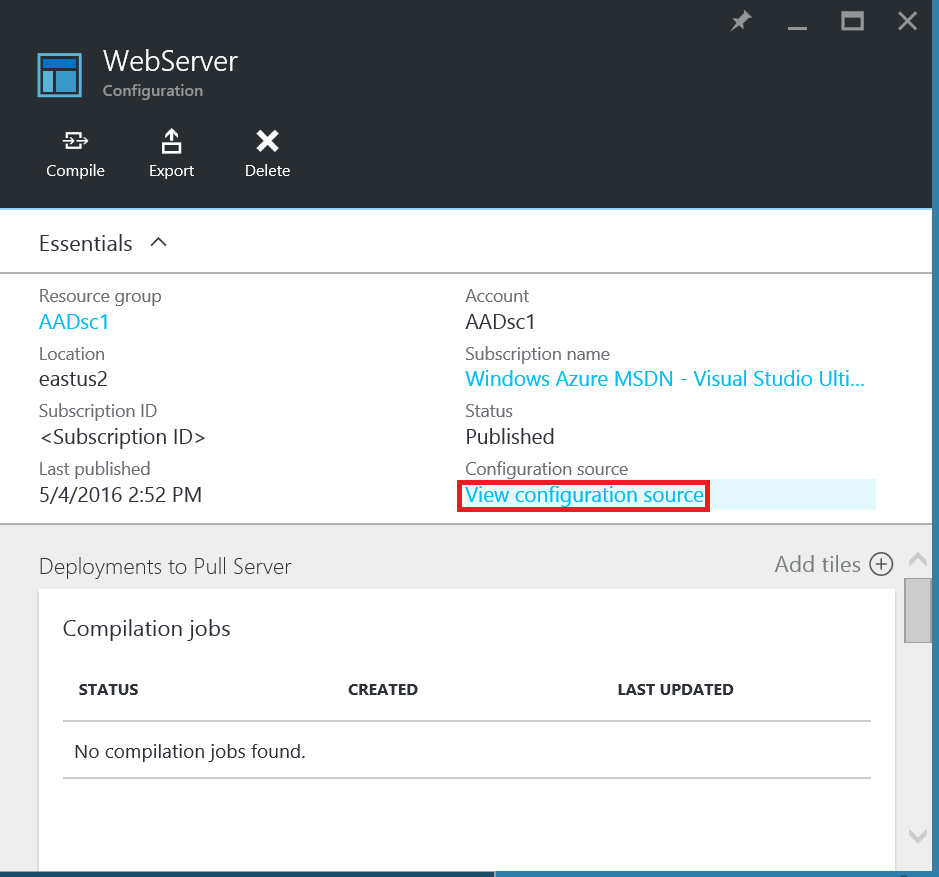 WebServer
Configuration
Compile
Export
Delete
Essentials
Resource group
AADsc1
Location
eastus2
Subscription ID
<Subscription ID>
Last published
5/4/2016 2:52 PM
Account
AADsc1
Subscription name
Windows Azure MSDN - Visual Studio Ulti...
Status
Published
Configuration source
View configuration source
Deployments to Pull Server
Add tiles
Compilation jobs
STATUS CREATED LAST UPDATED
No compilation jobs found.